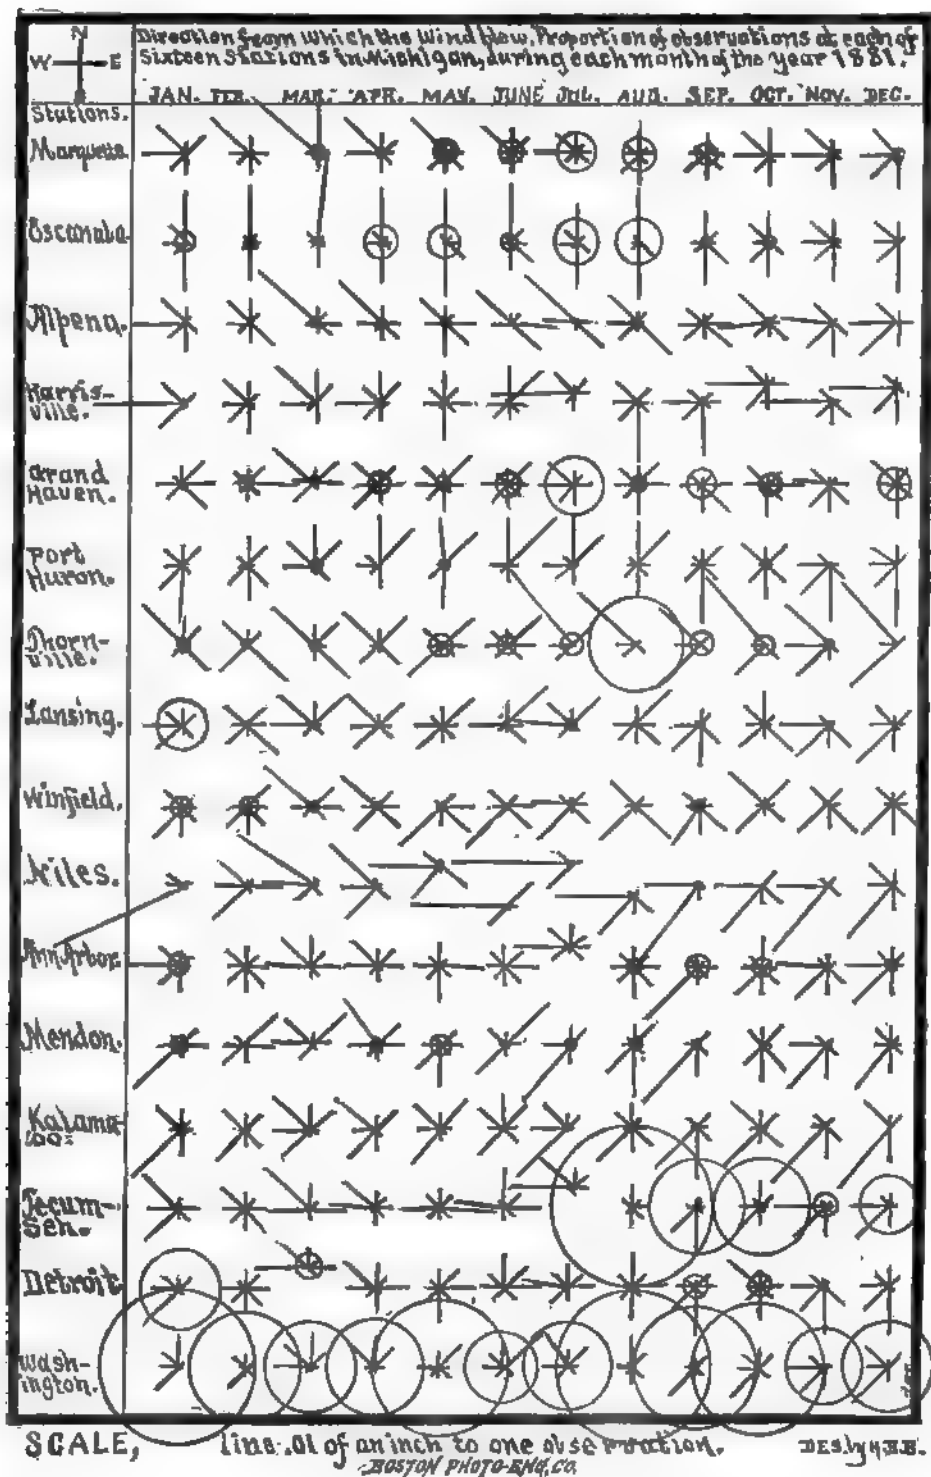 N
Direction from which the Wind blew. Proportion of observations at each of
W E
Sixteen Stations in Michigan, during each month of the year 1881.
S
JAN. FEB. MAR. APR. MAY. JUNE JUL. AUG. SEP. OCT. NOV. DEC.
Stations.
Marquette
Escanaba
Alpena.
Harris-
ville.
Grand
Haven.
Port
Huron.
Thorn-
ville.
Lansing.
Winfield.
Niles.
Ann Arbor
Mendon.
Kalama-
zoo=
Tecum-
seh.
Detroit
Wash-
ington.
SCALE, line .01 of an inch to one observation. DES. by H.B.B.
BOSTON PHOTO-ENG. CO.